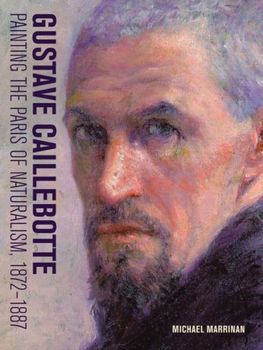 GUSTAVE CAILLEBOTTE
PAINTING THE PARIS OF NATURALISM, 1872–1887
MICHAEL MARRINAN